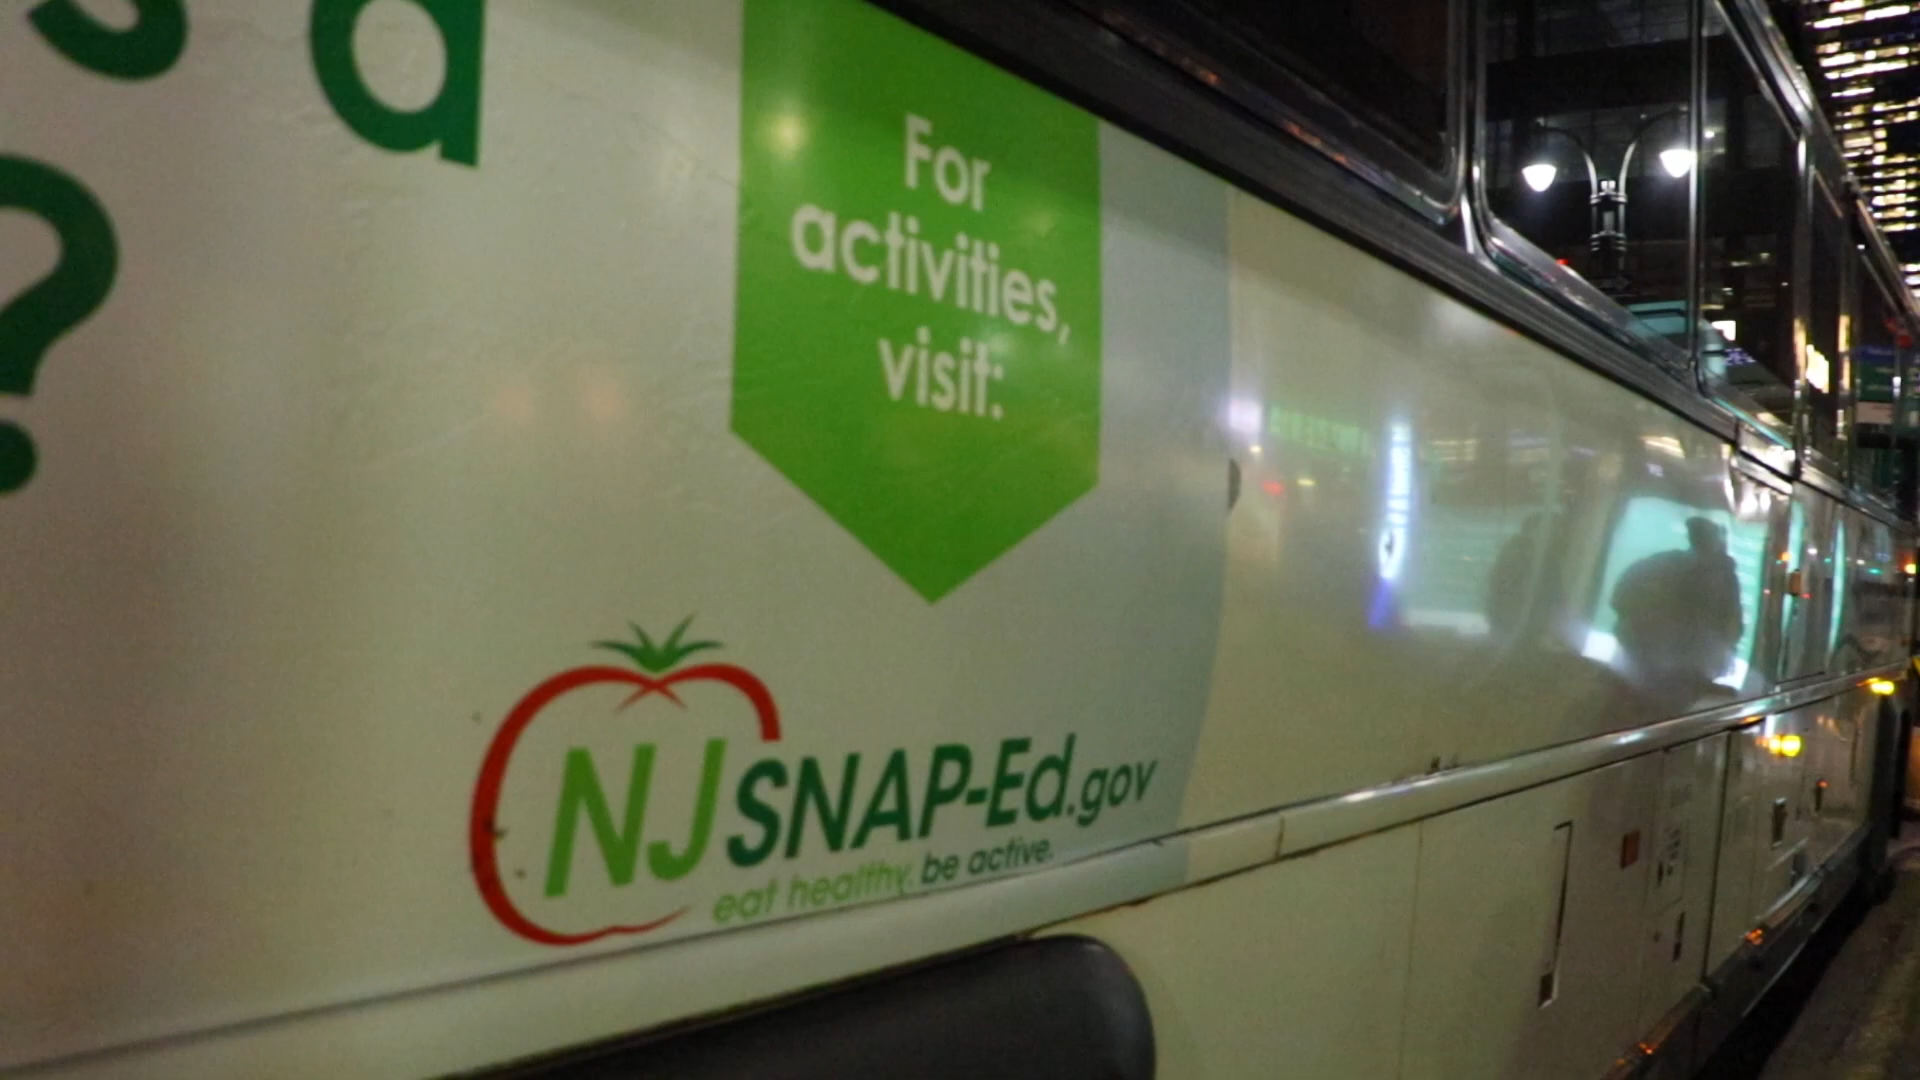 ?
For
activities,
visit:
NJSNAP-Ed.gov
eat healthy. be active.